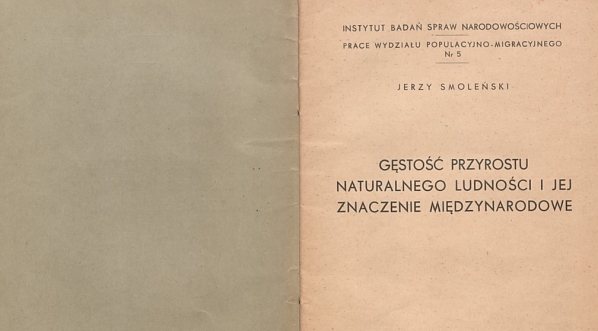 INSTYTUT BADAŃ SPRAW NARODOWOŚCIOWYCH
PRACE WYDZIAŁU POPULACYJNO-MIGRACYJNEGO
Nr 5
JERZY SMOLEŃSKI
GĘSTOŚĆ PRZYROSTU
NATURALNEGO LUDNOŚCI I JEJ
ZNACZENIE MIĘDZYNARODOWE